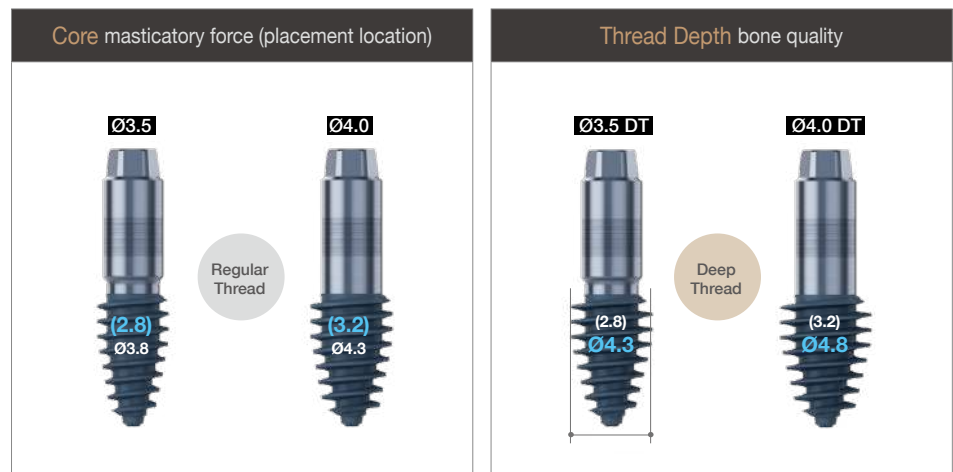 Core masticatory force (placement location)
Ø3.5
Ø4.0
Regular
Thread
(2.8)
Ø3.8
(3.2)
Ø4.3
Thread Depth bone quality
Ø3.5 DT
Ø4.0 DT
Deep
Thread
(2.8)
Ø4.3
(3.2)
Ø4.8